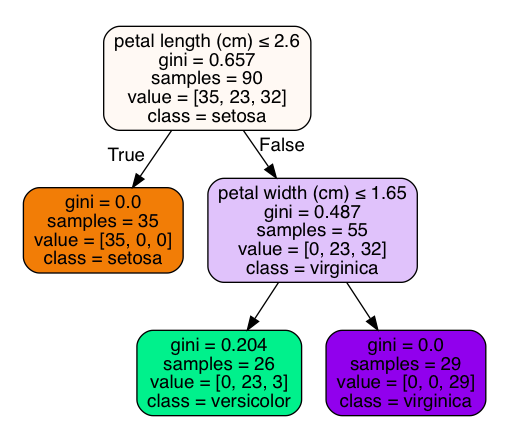 petal length (cm) ≤ 2.6
gini = 0.657
samples = 90
value = [35, 23, 32]
class = setosa
True
False
gini = 0.0
samples = 35
value = [35, 0, 0]
class = setosa
petal width (cm) ≤ 1.65
gini = 0.487
samples = 55
value = [0, 23, 32]
class = virginica
gini = 0.204
samples = 26
value = [0, 23, 3]
class = versicolor
gini = 0.0
samples = 29
value = [0, 0, 29]
class = virginica